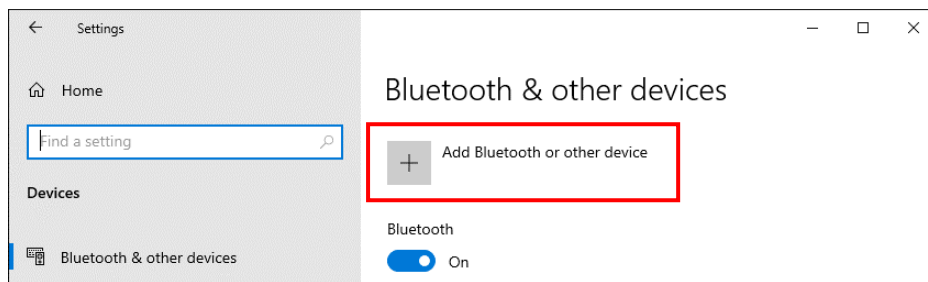 Settings
Home
Find a setting
Devices
Bluetooth & other devices
Bluetooth & other devices
Add Bluetooth or other device
Bluetooth
On